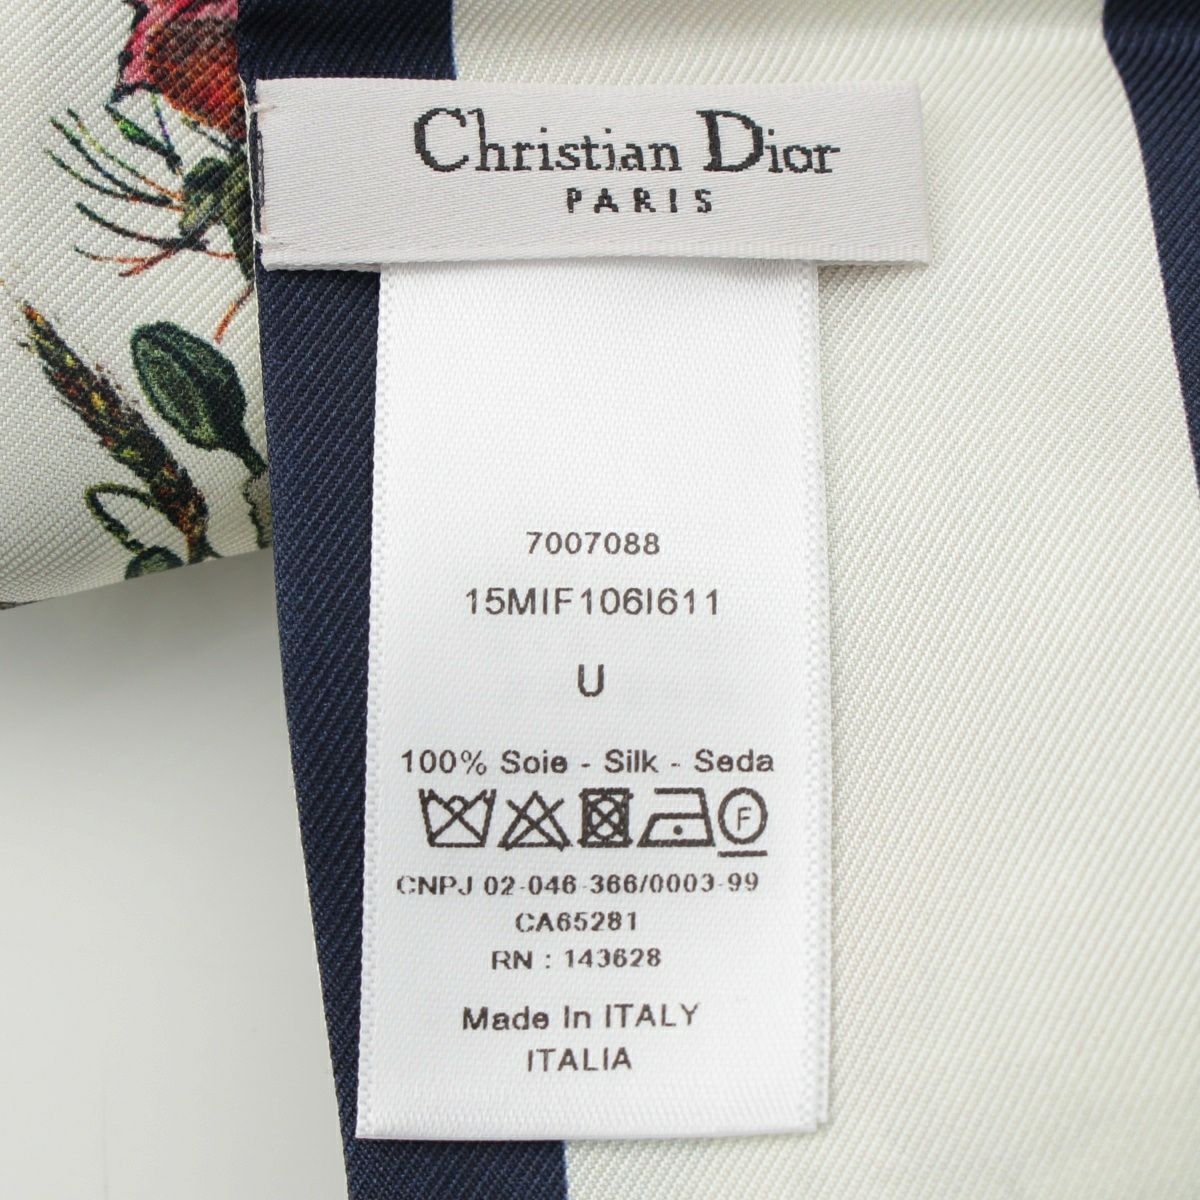 Christian Dior
PARIS
7007088
15MIF106I611
U
100% Soie - Silk - Seda
F
CNPJ 02-046-366/0003-99
CA65281
RN : 143628
Made In ITALY
ITALIA